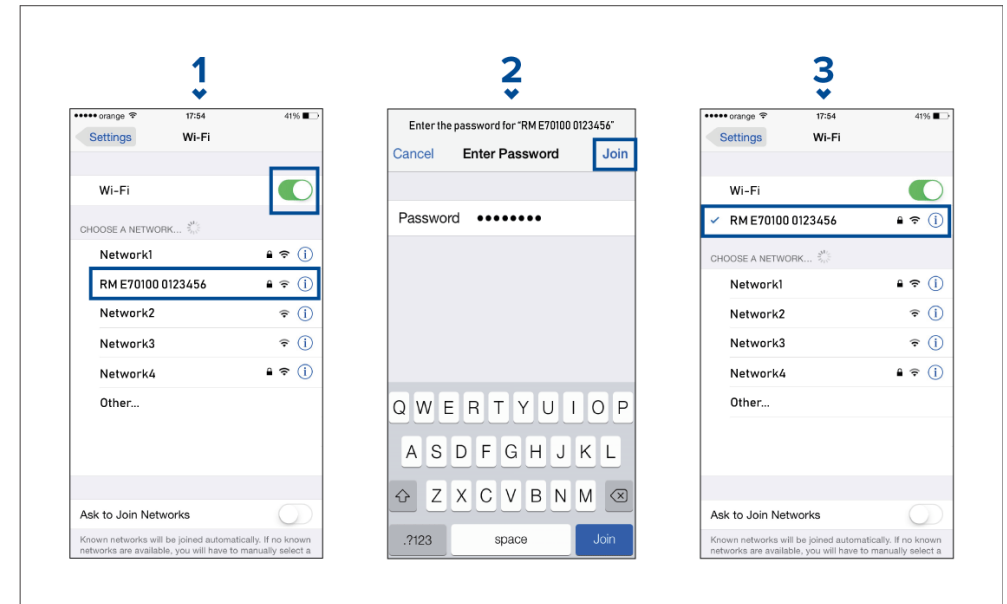 1
••••• orange 17:54 41%
Settings Wi-Fi
Wi-Fi
CHOOSE A NETWORK...
Network1
RM E70100 0123456
Network2
Network3
Network4
Other...
Ask to Join Networks
Known networks will be joined automatically. If no known
networks are available, you will have to manually select a
2
Enter the password for “RM E70100 0123456”
Cancel Enter Password Join
Password ••••••••
Q W E R T Y U I O P
A S D F G H J K L
Z X C V B N M
.?123 space Join
3
••••• orange 17:54 41%
Settings Wi-Fi
Wi-Fi
✓ RM E70100 0123456
CHOOSE A NETWORK...
Network1
Network2
Network3
Network4
Other...
Ask to Join Networks
Known networks will be joined automatically. If no known
networks are available, you will have to manually select a